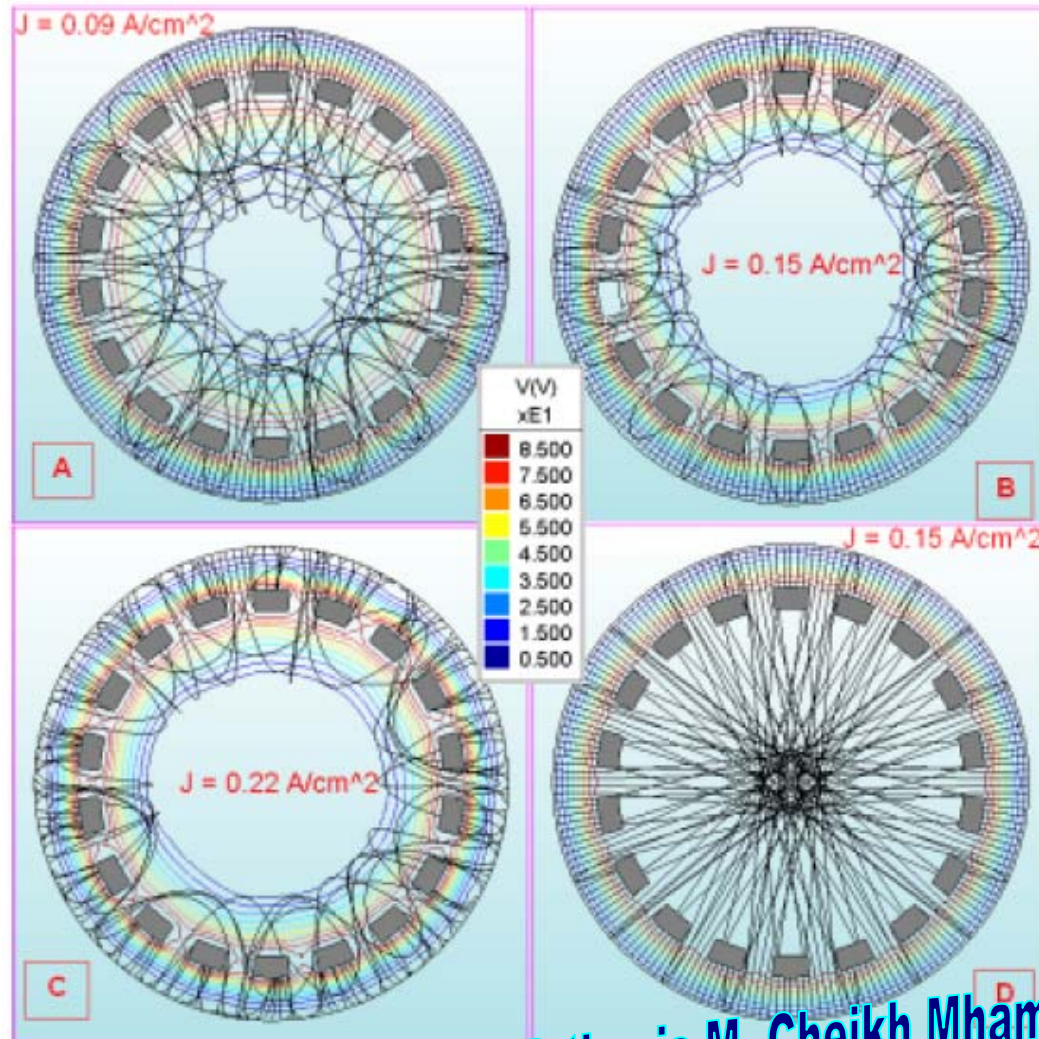 J = 0.09 A/cm^2
J = 0.15 A/cm^2
A
B
V(V)
xE1
8.500
7.500
6.500
5.500
4.500
3.500
2.500
1.500
0.500
J = 0.15 A/cm^2
J = 0.22 A/cm^2
C
D
M. Cheikh